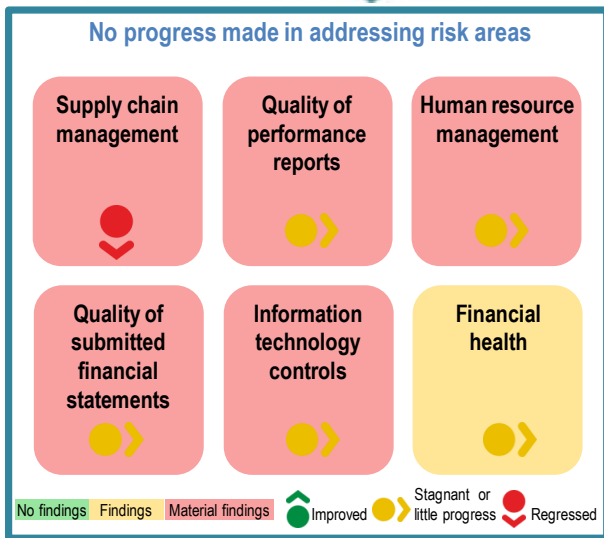 No progress made in addressing risk areas
Supply chain
management
Quality of
performance
reports
Human resource
management
Quality of
submitted
financial
statements
Information
technology
controls
Financial
health
No findings Findings Material findings Improved Stagnant or
little progress Regressed